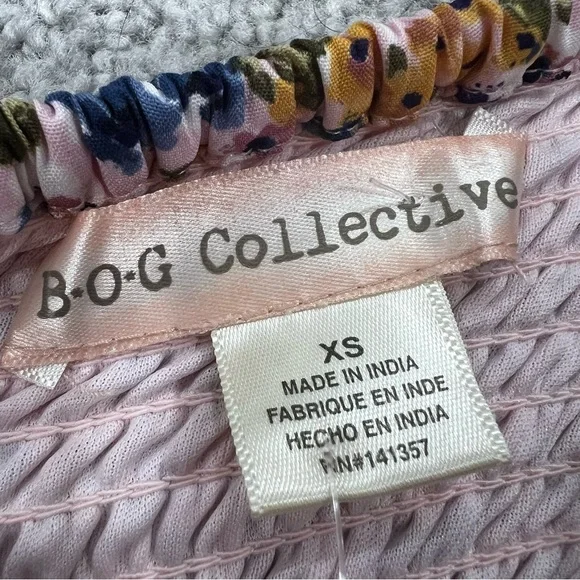 B·O·G Collective
XS
MADE IN INDIA
FABRIQUE EN INDE
HECHO EN INDIA
RN#141357